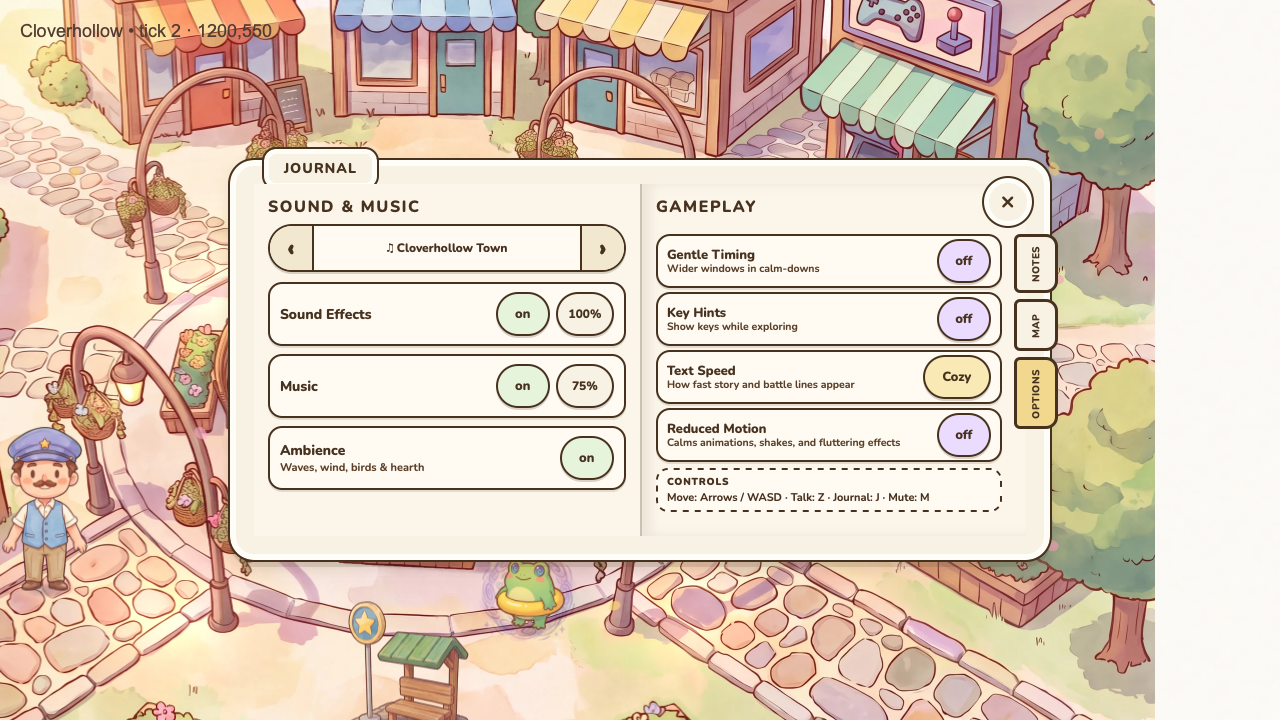 Cloverhollow • tick 2 · 1200,550
JOURNAL
SOUND & MUSIC
‹ ♫ Cloverhollow Town ›
Sound Effects on 100%
Music on 75%
Ambience
Waves, wind, birds & hearth
on
GAMEPLAY
×
Gentle Timing
Wider windows in calm-downs
off
Key Hints
Show keys while exploring
off
Text Speed
How fast story and battle lines appear
Cozy
Reduced Motion
Calms animations, shakes, and fluttering effects
off
CONTROLS
Move: Arrows / WASD · Talk: Z · Journal: J · Mute: M
NOTES
MAP
OPTIONS